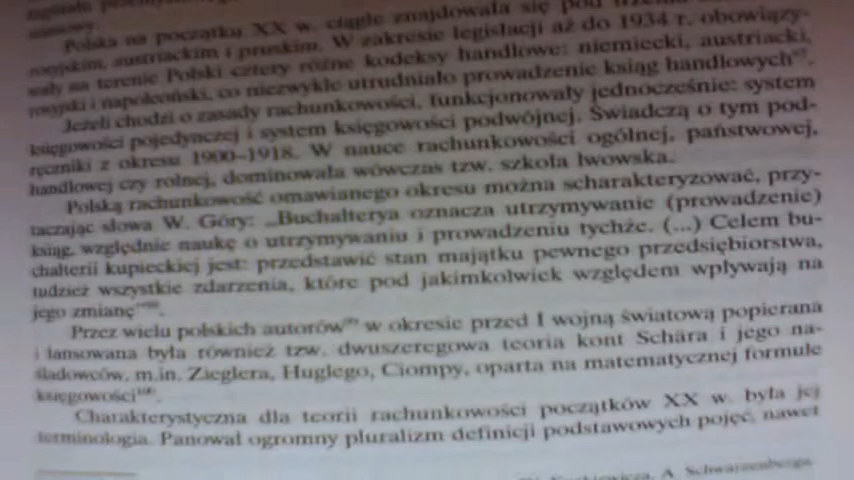 Polska na początku XX w. ciągle znajdowała się pod
rosyjskim, austriackim i pruskim. W zakresie legislacji aż do 1934 r. obowiązy-
wały na terenie Polski cztery różne kodeksy handlowe: niemiecki, austriacki,
rosyjski i napoleoński, co niezwykle utrudniało prowadzenie ksiąg handlowych
Jeżeli chodzi o zasady rachunkowości, funkcjonowały jednocześnie: system
księgowości pojedynczej i system księgowości podwójnej. Świadczą o tym pod-
ręczniki z okresu 1900–1918. W nauce rachunkowości ogólnej, państwowej,
handlowej czy rolnej, dominowała wówczas tzw. szkoła lwowska.
Polską rachunkowość omawianego okresu można scharakteryzować, przy-
taczając słowa W. Góry: „Buchalterya oznacza utrzymywanie (prowadzenie)
ksiąg, względnie naukę o utrzymywaniu i prowadzeniu tychże. (...) Celem bu-
chalterii kupieckiej jest: przedstawić stan majątku pewnego przedsiębiorstwa,
tudzież wszystkie zdarzenia, które pod jakimkolwiek względem wpływają na
jego zmianę"
Przez wielu polskich autorów w okresie przed I wojną światową popierana
i lansowana była również tzw. dwuszeregowa teoria kont Schära i jego na-
śladowców, m.in. Zieglera, Huglego, Ciompy, oparta na matematycznej formule
księgowości
Charakterystyczna dla teorii rachunkowości początków XX w. była jej
terminologia. Panował ogromny pluralizm definicji podstawowych pojęć, nawet
A. Schwarzenberga